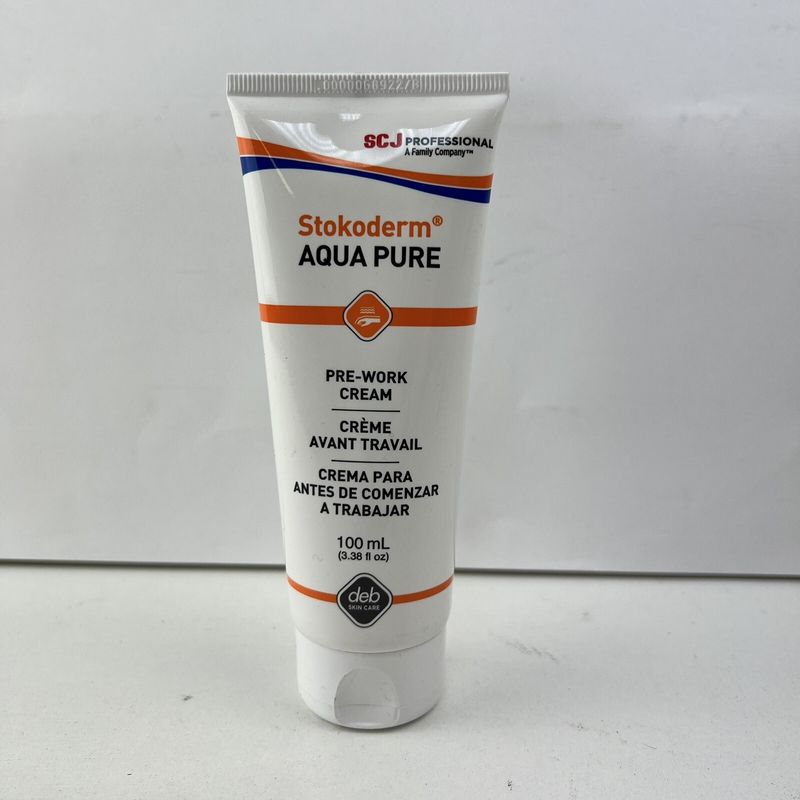 SCJ PROFESSIONAL
A Family Company™
Stokoderm®
AQUA PURE
PRE-WORK
CREAM
CRÈME
AVANT TRAVAIL
CREMA PARA
ANTES DE COMENZAR
A TRABAJAR
100 mL
(3.38 fl oz)
deb
SKIN CARE